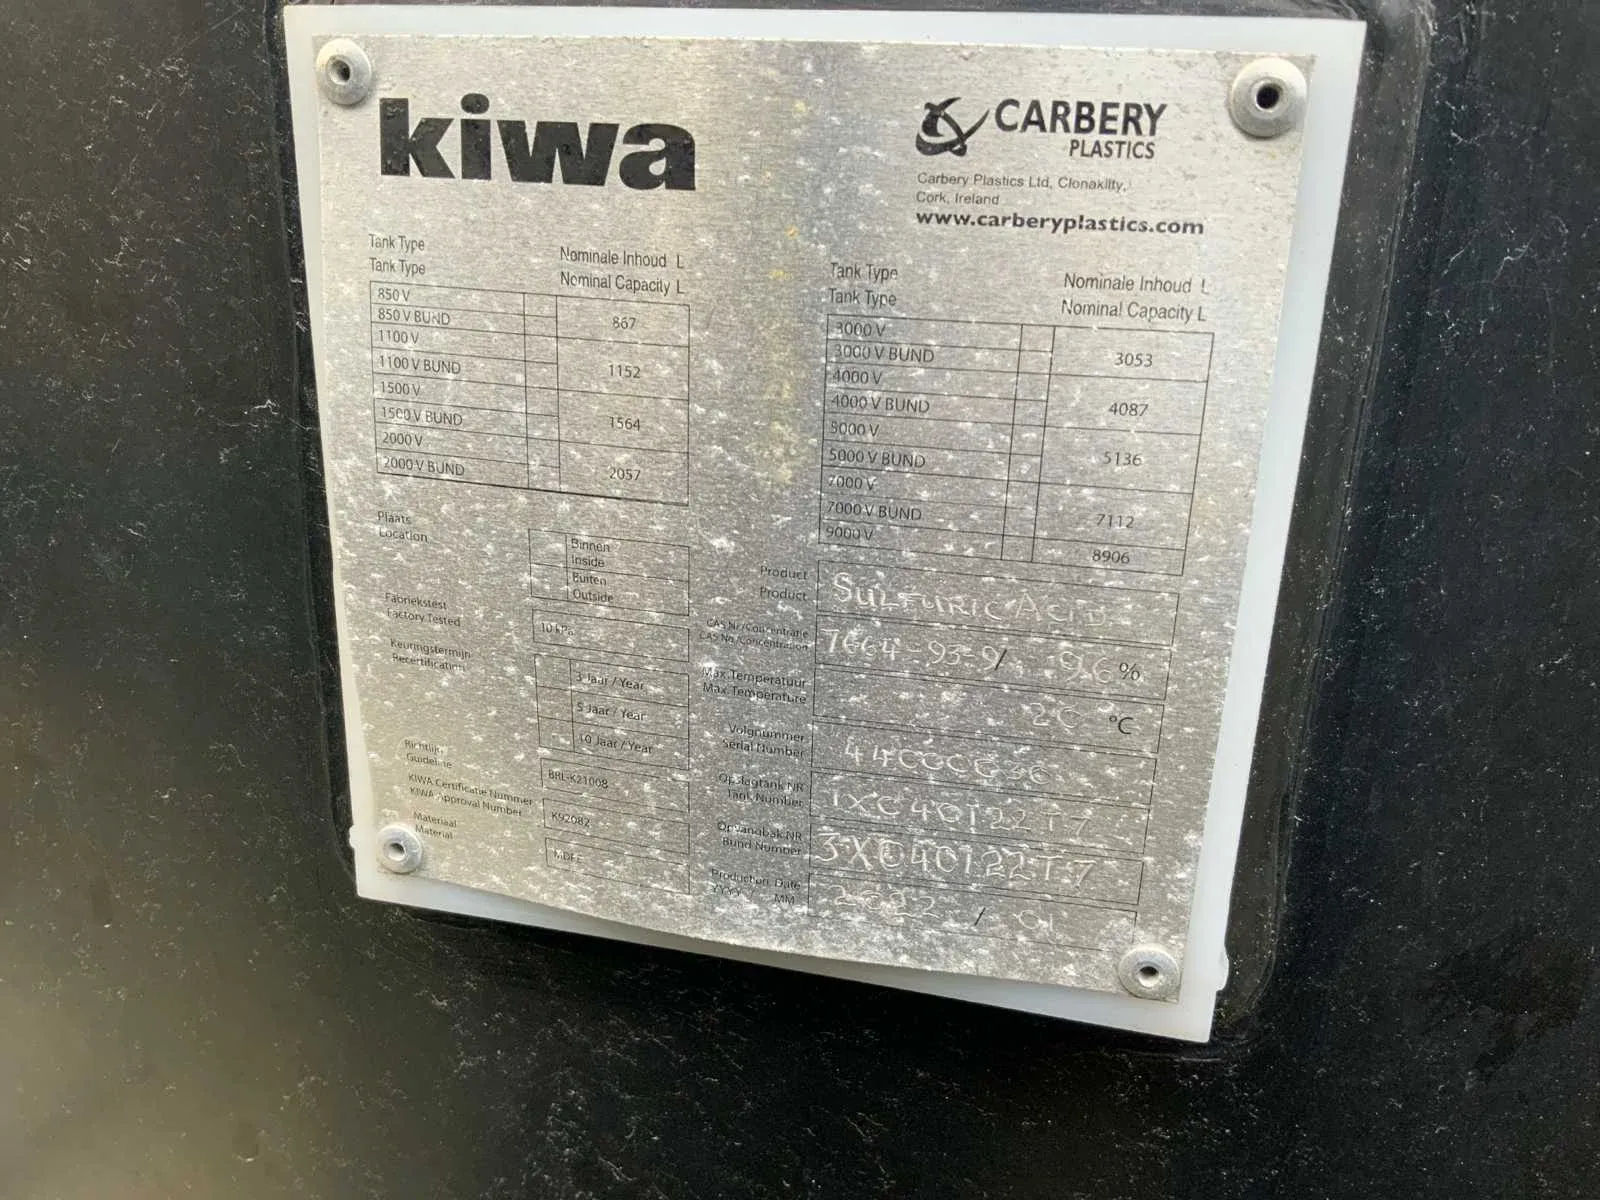 kiwa
CARBERY
PLASTICS
Carbery Plastics Ltd, Clonakilty,
Cork, Ireland
www.carberyplastics.com
Tank Type Nominale Inhoud L
Tank Type Nominal Capacity L
850 V
850 V BUND 867
1100 V
1100 V BUND 1152
1500 V
1500 V BUND 1564
2000 V
2000 V BUND 2057
Tank Type Nominale Inhoud L
Tank Type Nominal Capacity L
3000 V
3000 V BUND 3053
4000 V
4000 V BUND 4087
5000 V
5000 V BUND 5136
7000 V
7000 V BUND 7112
9000 V 8906
Plaats
Location
Binnen
Inside
Buiten
Outside
Fabriekstest
Factory Tested
10 kPa
Keuringstermijn
Recertification
3 Jaar / Year
5 Jaar / Year
10 Jaar / Year
Richtlijn
Guideline
BRL-K21008
KIWA Certificatie Nummer
KIWA Approval Number
K92082
Materiaal
Material
MDPE
Product
Product
SULFURIC ACID
CAS Nr/Concentratie
CAS No/Concentration
7664-93-9/ 96 %
Max. Temperatuur
Max. Temperature
20 °C
Volgnummer
Serial Number
Opslagtank NR
Tank Number
1XC40122T7
Opvangbak NR
Bund Number
3XC40122T7
Production Date
YYYY / MM
2022 / 01